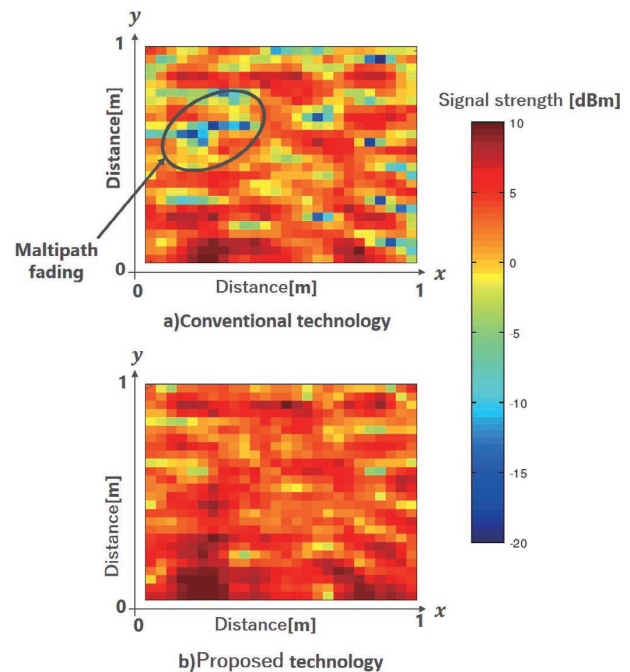 y
1
Distance[m]
Maltipath
fading
0
0
Distance[m]
1
x
a)Conventional technology
Signal strength [dBm]
10
5
0
-5
-10
-15
-20
y
1
Distance[m]
0
0
Distance[m]
1
x
b)Proposed technology